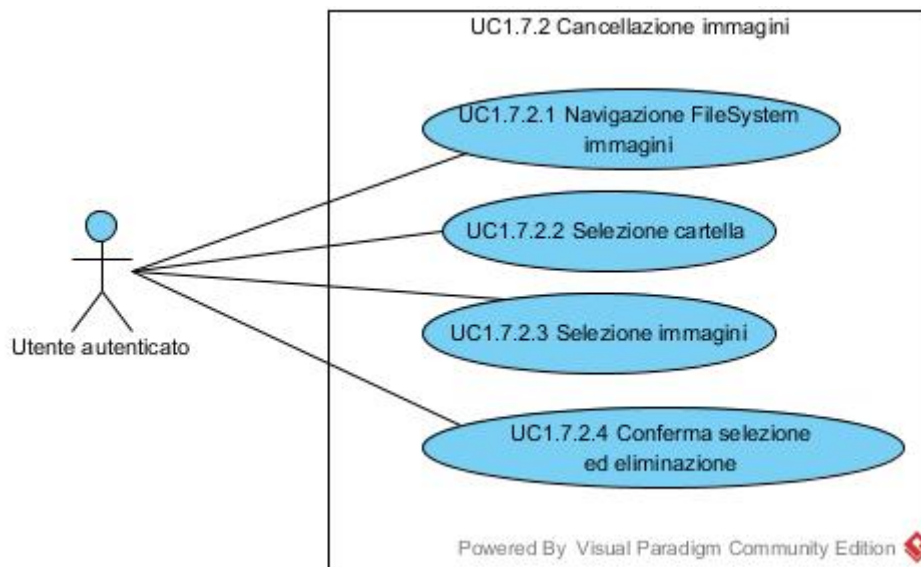 UC1.7.2 Cancellazione immagini
UC1.7.2.1 Navigazione FileSystem
immagini
UC1.7.2.2 Selezione cartella
UC1.7.2.3 Selezione immagini
Utente autenticato
UC1.7.2.4 Conferma selezione
ed eliminazione
Powered By Visual Paradigm Community Edition